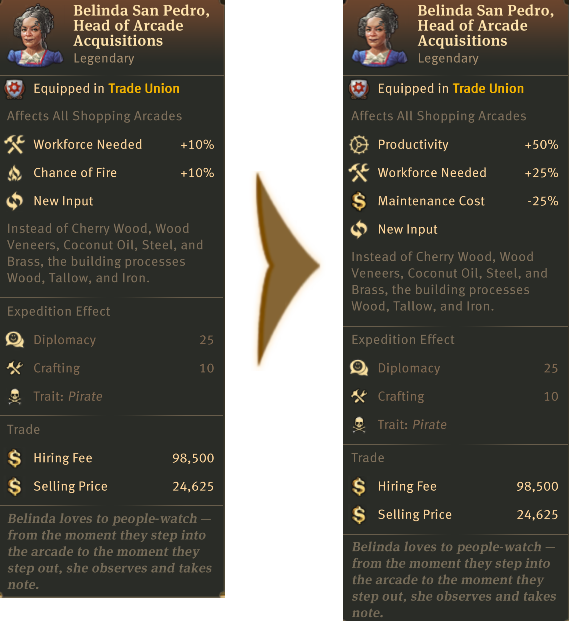 Belinda San Pedro,
Head of Arcade
Acquisitions
Legendary
Equipped in Trade Union
Affects All Shopping Arcades
Workforce Needed +10%
Chance of Fire +10%
New Input
Instead of Cherry Wood, Wood
Veneers, Coconut Oil, Steel, and
Brass, the building processes
Wood, Tallow, and Iron.
Expedition Effect
Diplomacy 25
Crafting 10
Trait: Pirate
Trade
Hiring Fee 98,500
Selling Price 24,625
Belinda loves to people-watch —
from the moment they step into
the arcade to the moment they
step out, she observes and takes
note.
Belinda San Pedro,
Head of Arcade
Acquisitions
Legendary
Equipped in Trade Union
Affects All Shopping Arcades
Productivity +50%
Workforce Needed +25%
Maintenance Cost -25%
New Input
Instead of Cherry Wood, Wood
Veneers, Coconut Oil, Steel, and
Brass, the building processes
Wood, Tallow, and Iron.
Expedition Effect
Diplomacy 25
Crafting 10
Trait: Pirate
Trade
Hiring Fee 98,500
Selling Price 24,625
Belinda loves to people-watch —
from the moment they step into
the arcade to the moment they
step out, she observes and takes
note.